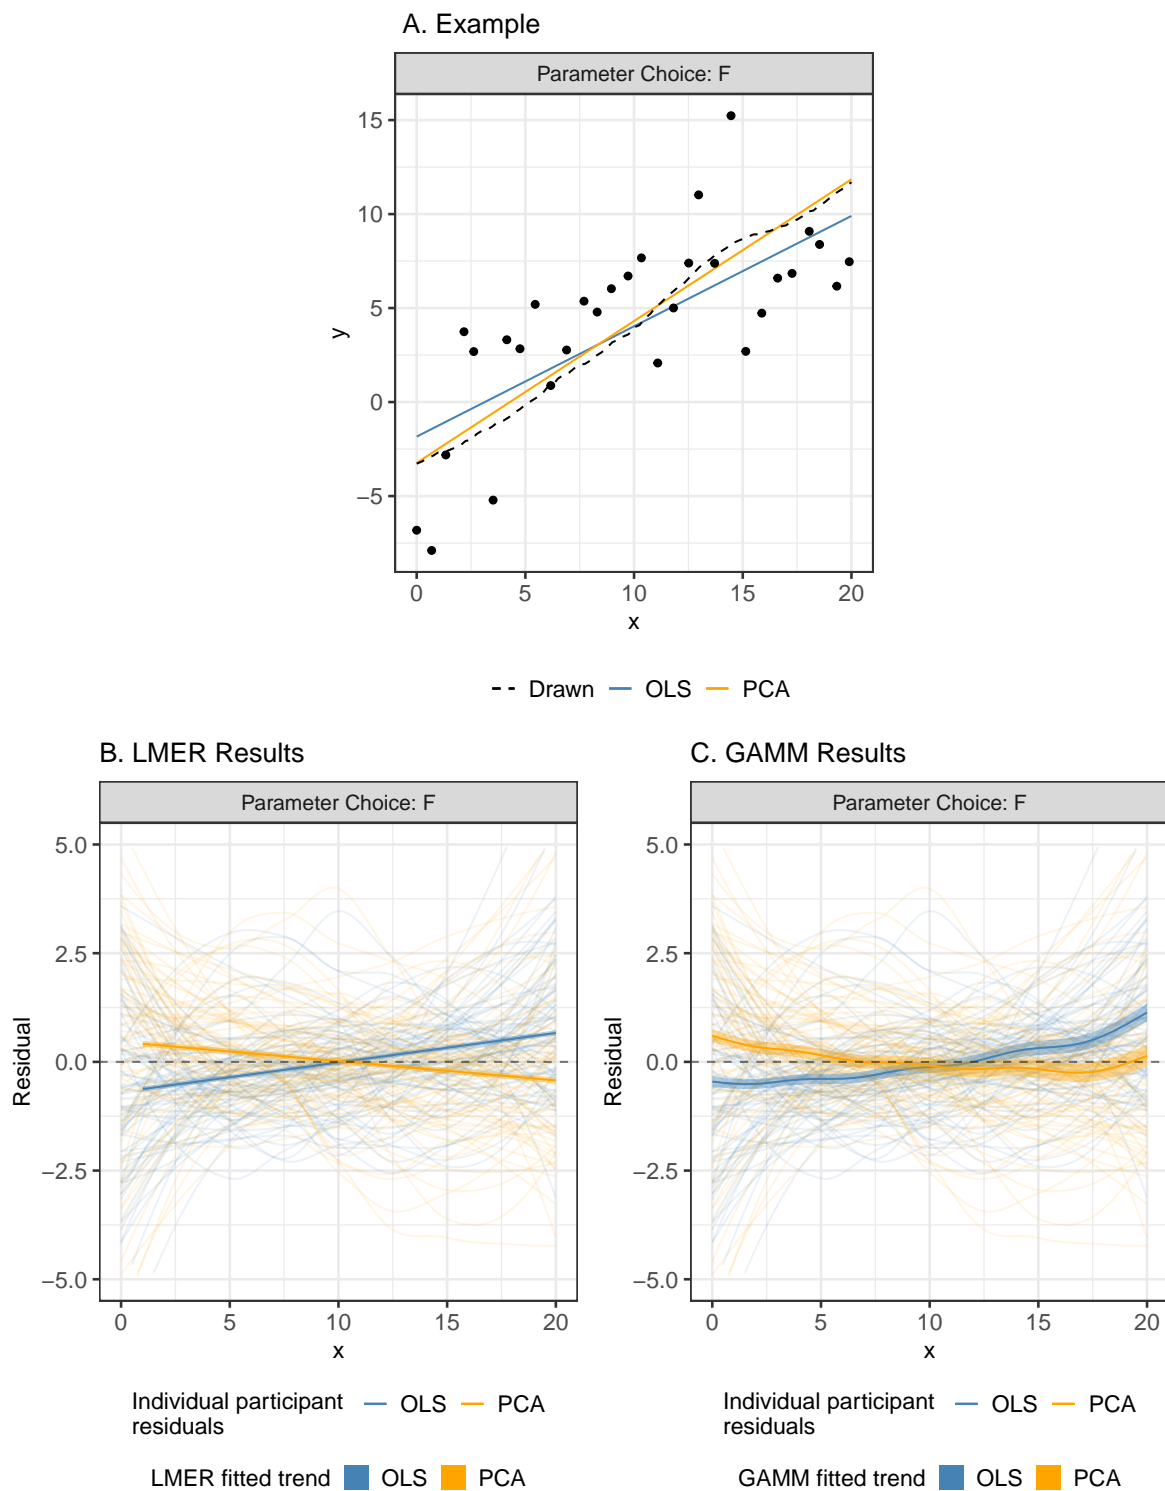 A. Example
Parameter Choice: F
15
10
5
0
−5
y
0 5 10 15 20
x
Drawn OLS PCA
B. LMER Results
Parameter Choice: F
5.0
2.5
0.0
−2.5
−5.0
Residual
0 5 10 15 20
x
Individual participant
residuals
OLS PCA
LMER fitted trend OLS PCA
C. GAMM Results
Parameter Choice: F
5.0
2.5
0.0
−2.5
−5.0
Residual
0 5 10 15 20
x
Individual participant
residuals
OLS PCA
GAMM fitted trend OLS PCA